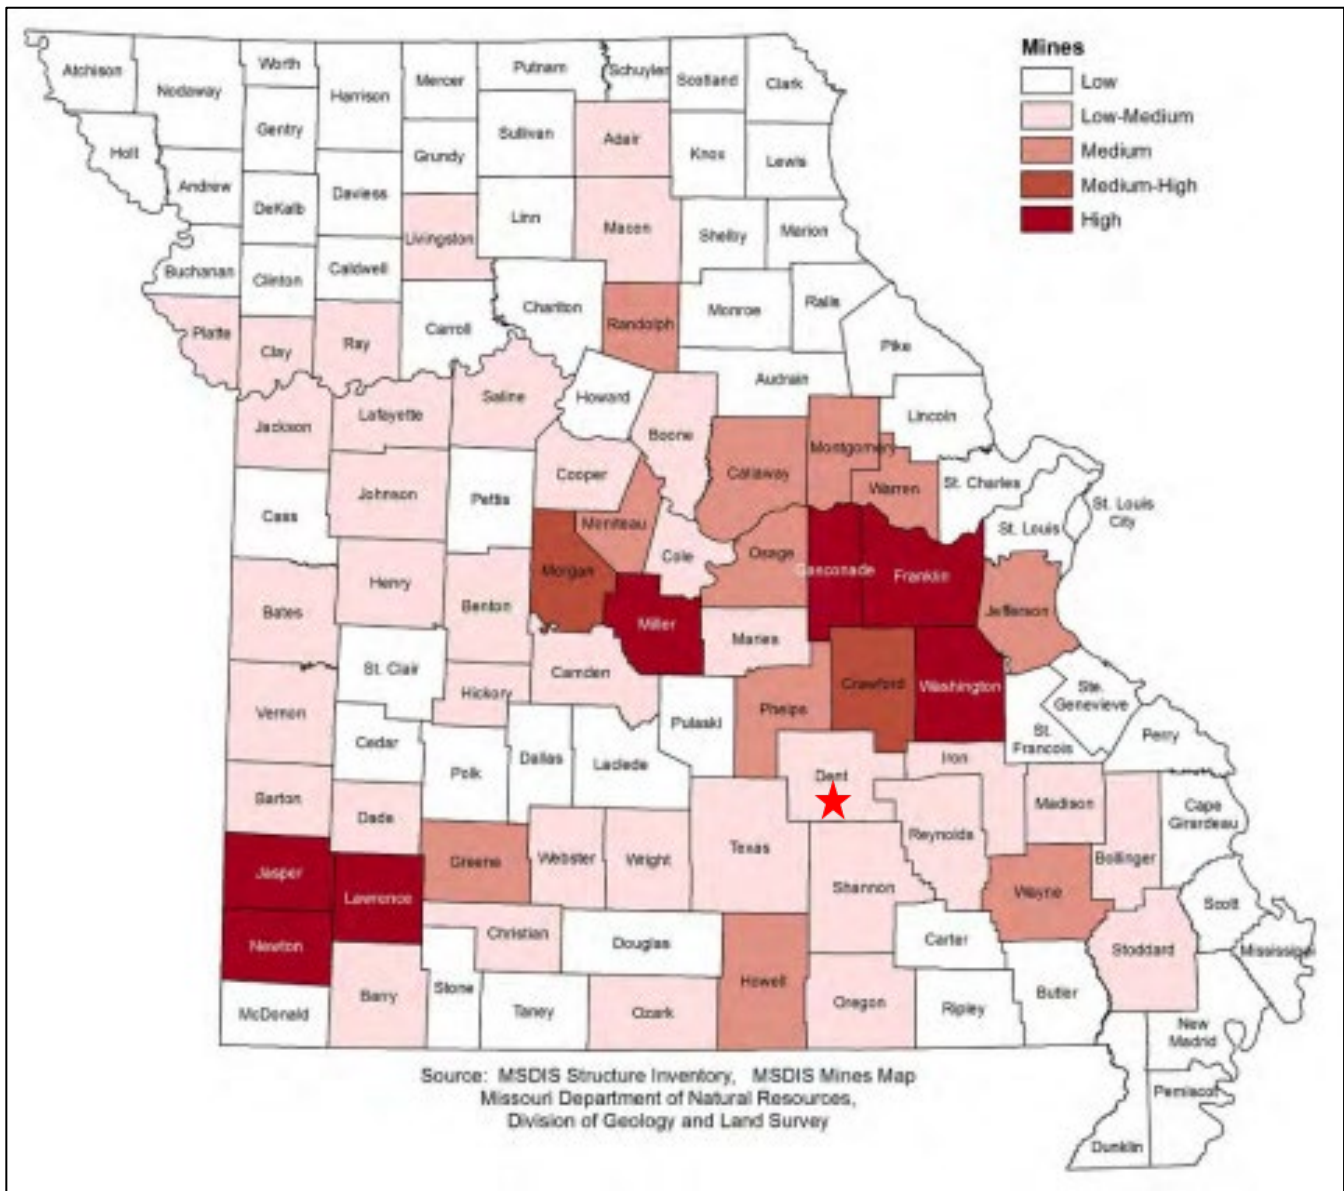 Mines
Low
Low-Medium
Medium
Medium-High
High
Atchison
Nodaway
Worth
Harrison
Mercer
Putnam
Schuyler
Scotland
Clark
Holt
Gentry
Sullivan
Adair
Knox
Lewis
Andrew
DeKalb
Daviess
Grundy
Linn
Macon
Shelby
Marion
Buchanan
Clinton
Caldwell
Livingston
Chariton
Randolph
Monroe
Ralls
Pike
Platte
Clay
Ray
Carroll
Howard
Audrain
Lincoln
Jackson
Lafayette
Saline
Boone
Callaway
Montgomery
Warren
St. Charles
St. Louis
St. Louis
City
Cass
Johnson
Pettis
Cooper
Moniteau
Cole
Osage
Gasconade
Franklin
Jefferson
Bates
Henry
Benton
Morgan
Miller
Maries
Crawford
Washington
Ste.
Genevieve
St.
Francois
Perry
Vernon
St. Clair
Hickory
Camden
Pulaski
Phelps
Dent
Iron
Madison
Cape
Girardeau
Cedar
Polk
Dallas
Laclede
Barton
Dade
Greene
Webster
Wright
Texas
Shannon
Reynolds
Wayne
Bollinger
Scott
Jasper
Lawrence
Newton
Christian
Douglas
Howell
Carter
Stoddard
Mississippi
McDonald
Barry
Stone
Taney
Ozark
Oregon
Ripley
Butler
New
Madrid
Pemiscot
Dunklin
Source: MSDIS Structure Inventory, MSDIS Mines Map
Missouri Department of Natural Resources,
Division of Geology and Land Survey